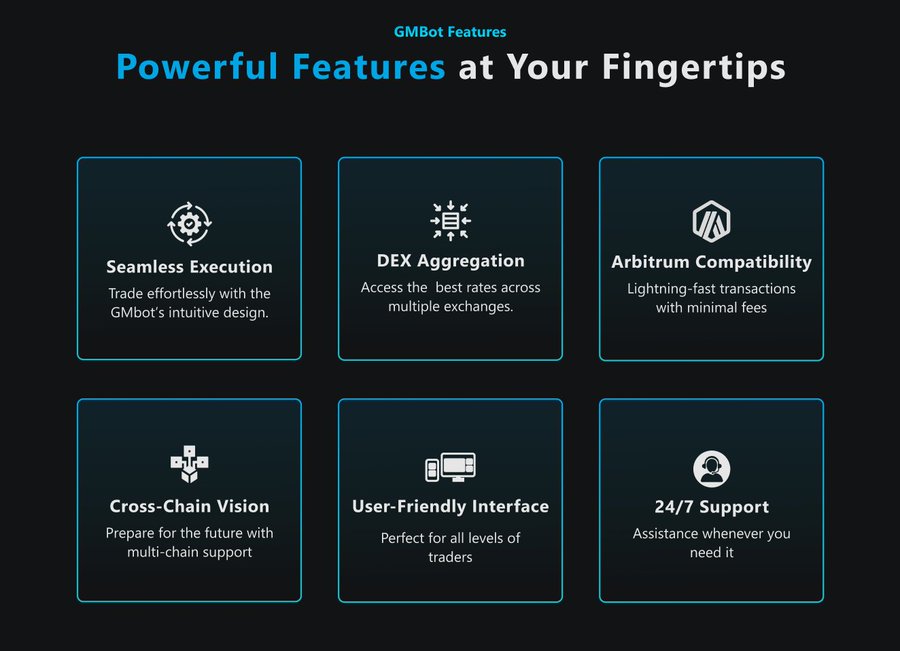 GMBot Features
Powerful Features at Your Fingertips
Seamless Execution
Trade effortlessly with the
GMbot’s intuitive design.
DEX Aggregation
Access the  best rates across
multiple exchanges.
Arbitrum Compatibility
Lightning-fast transactions
with minimal fees
Cross-Chain Vision
Prepare for the future with
multi-chain support
User-Friendly Interface
Perfect for all levels of
traders
24/7 Support
Assistance whenever you
need it